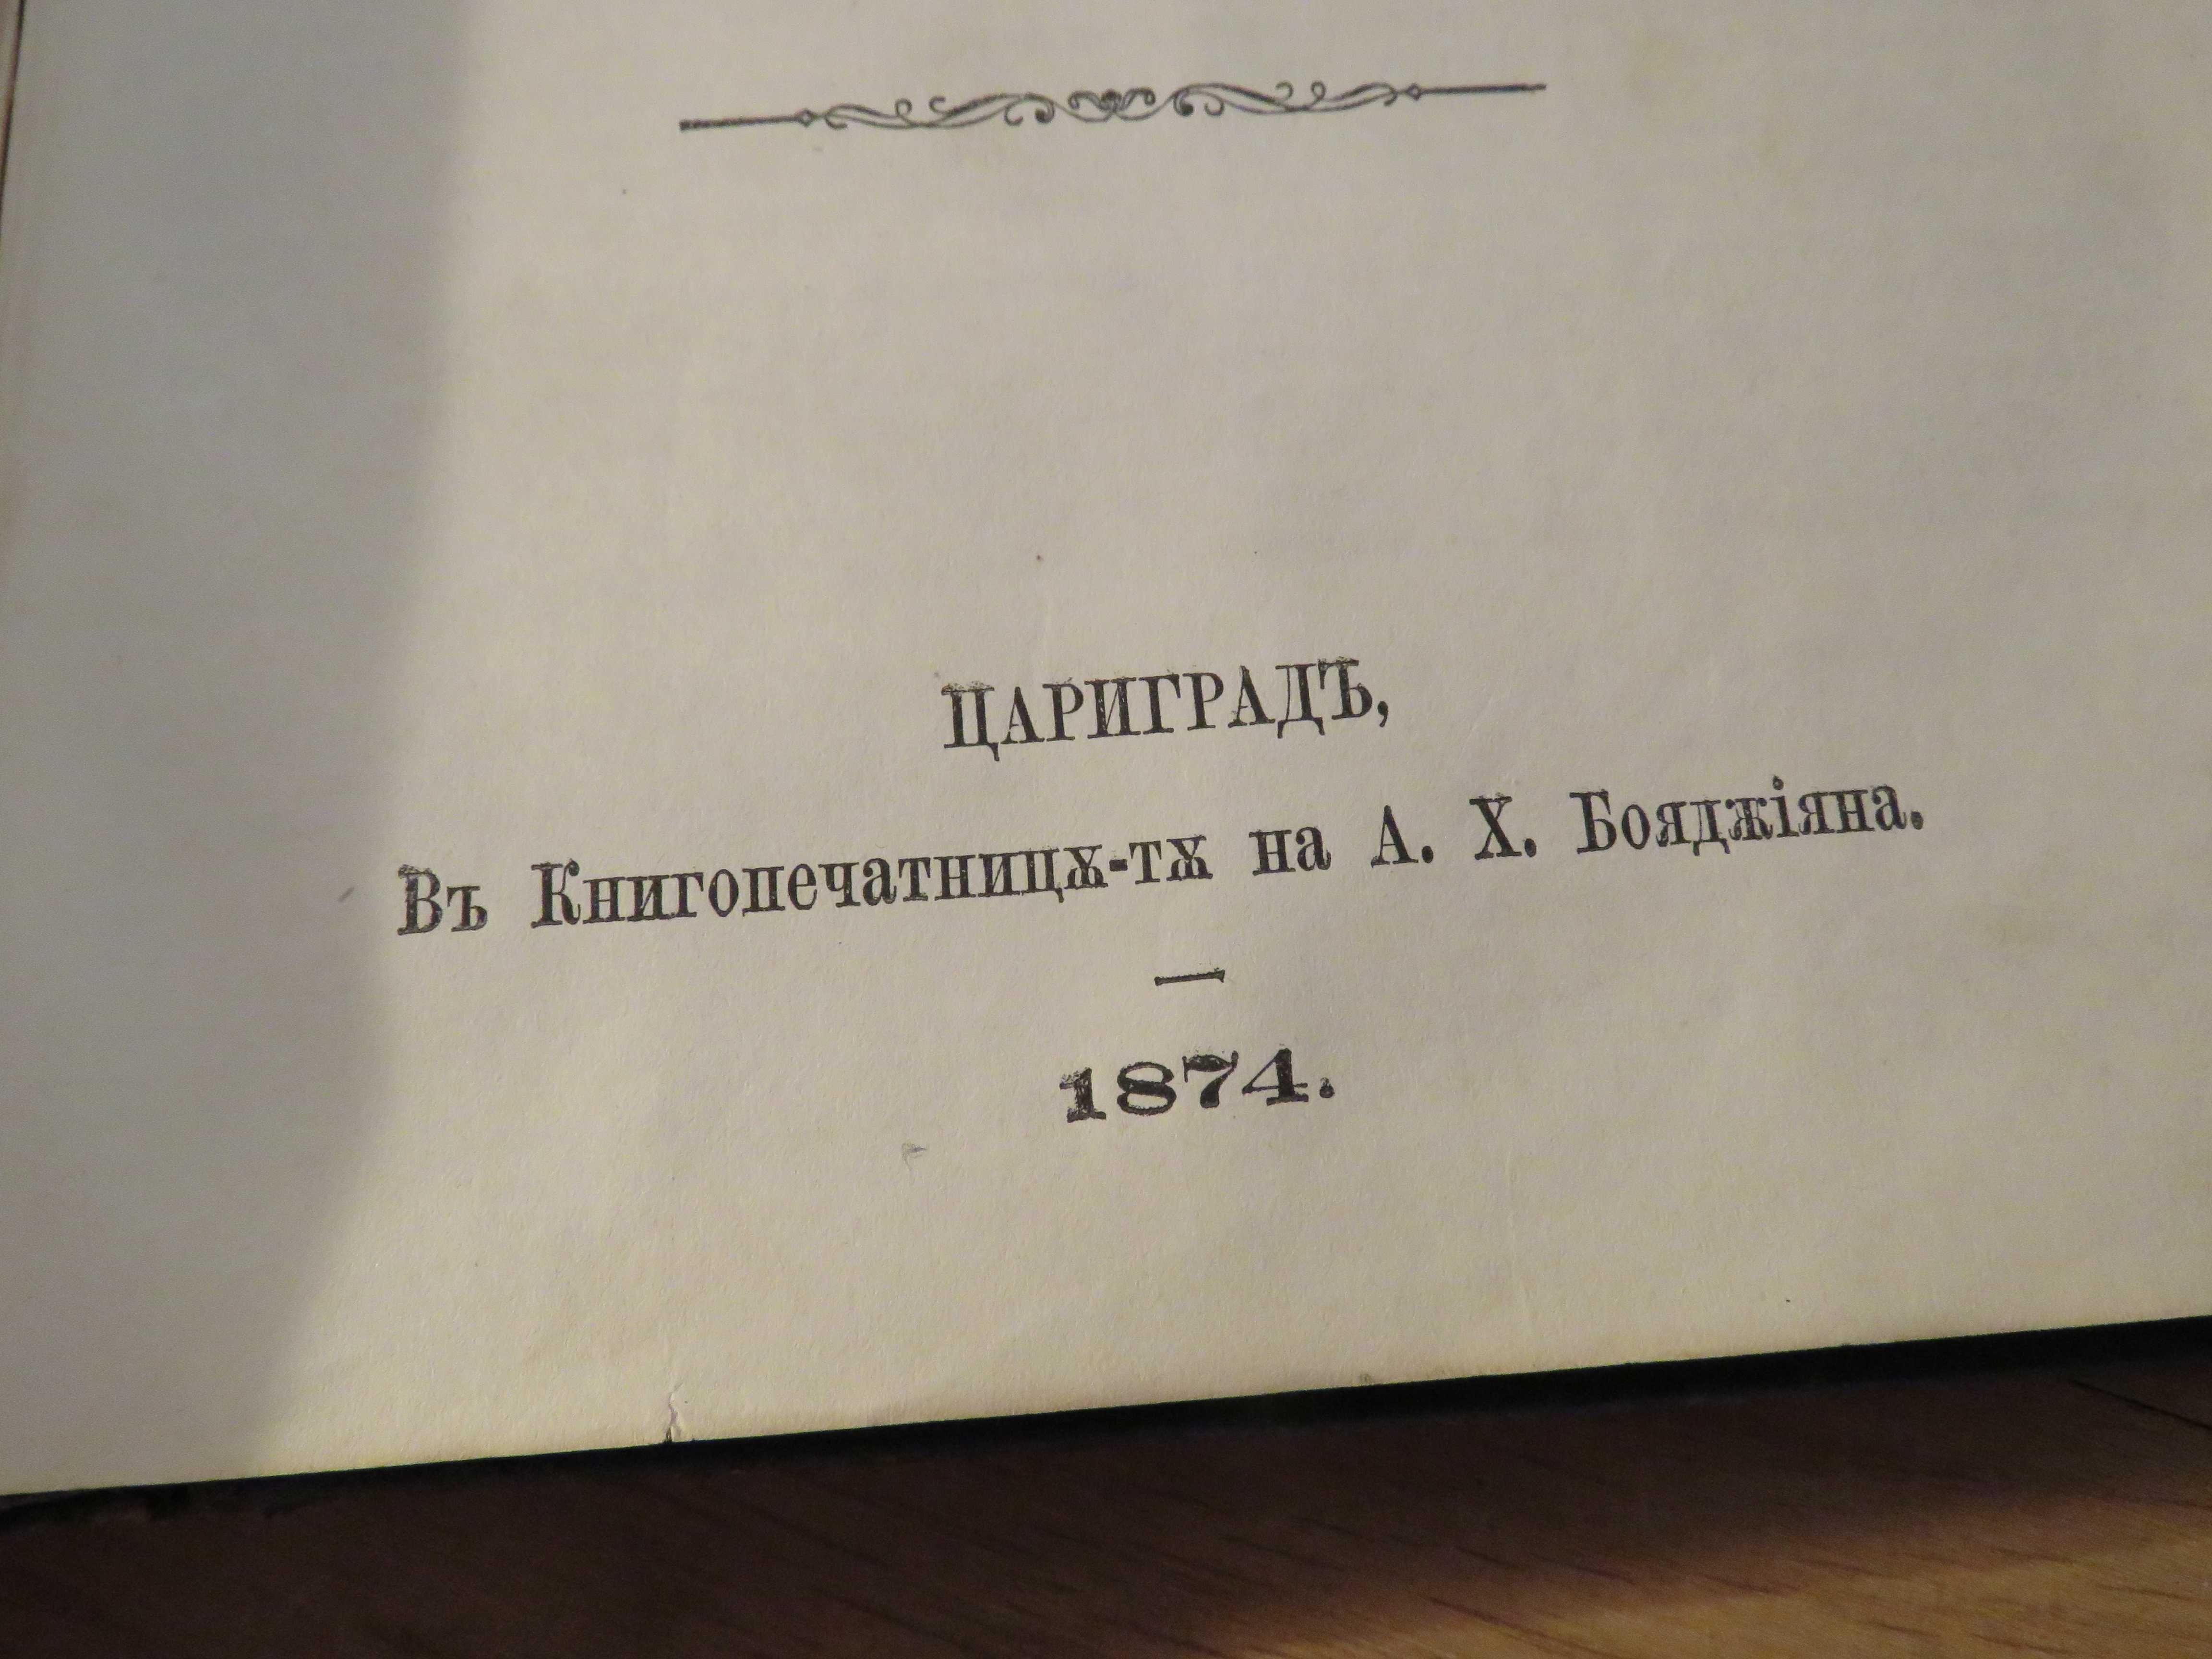 ЦАРИГРАДЪ,
Въ Книгопечатницѫ-тѫ на А. Х. Бояджіяна.
—
1874.